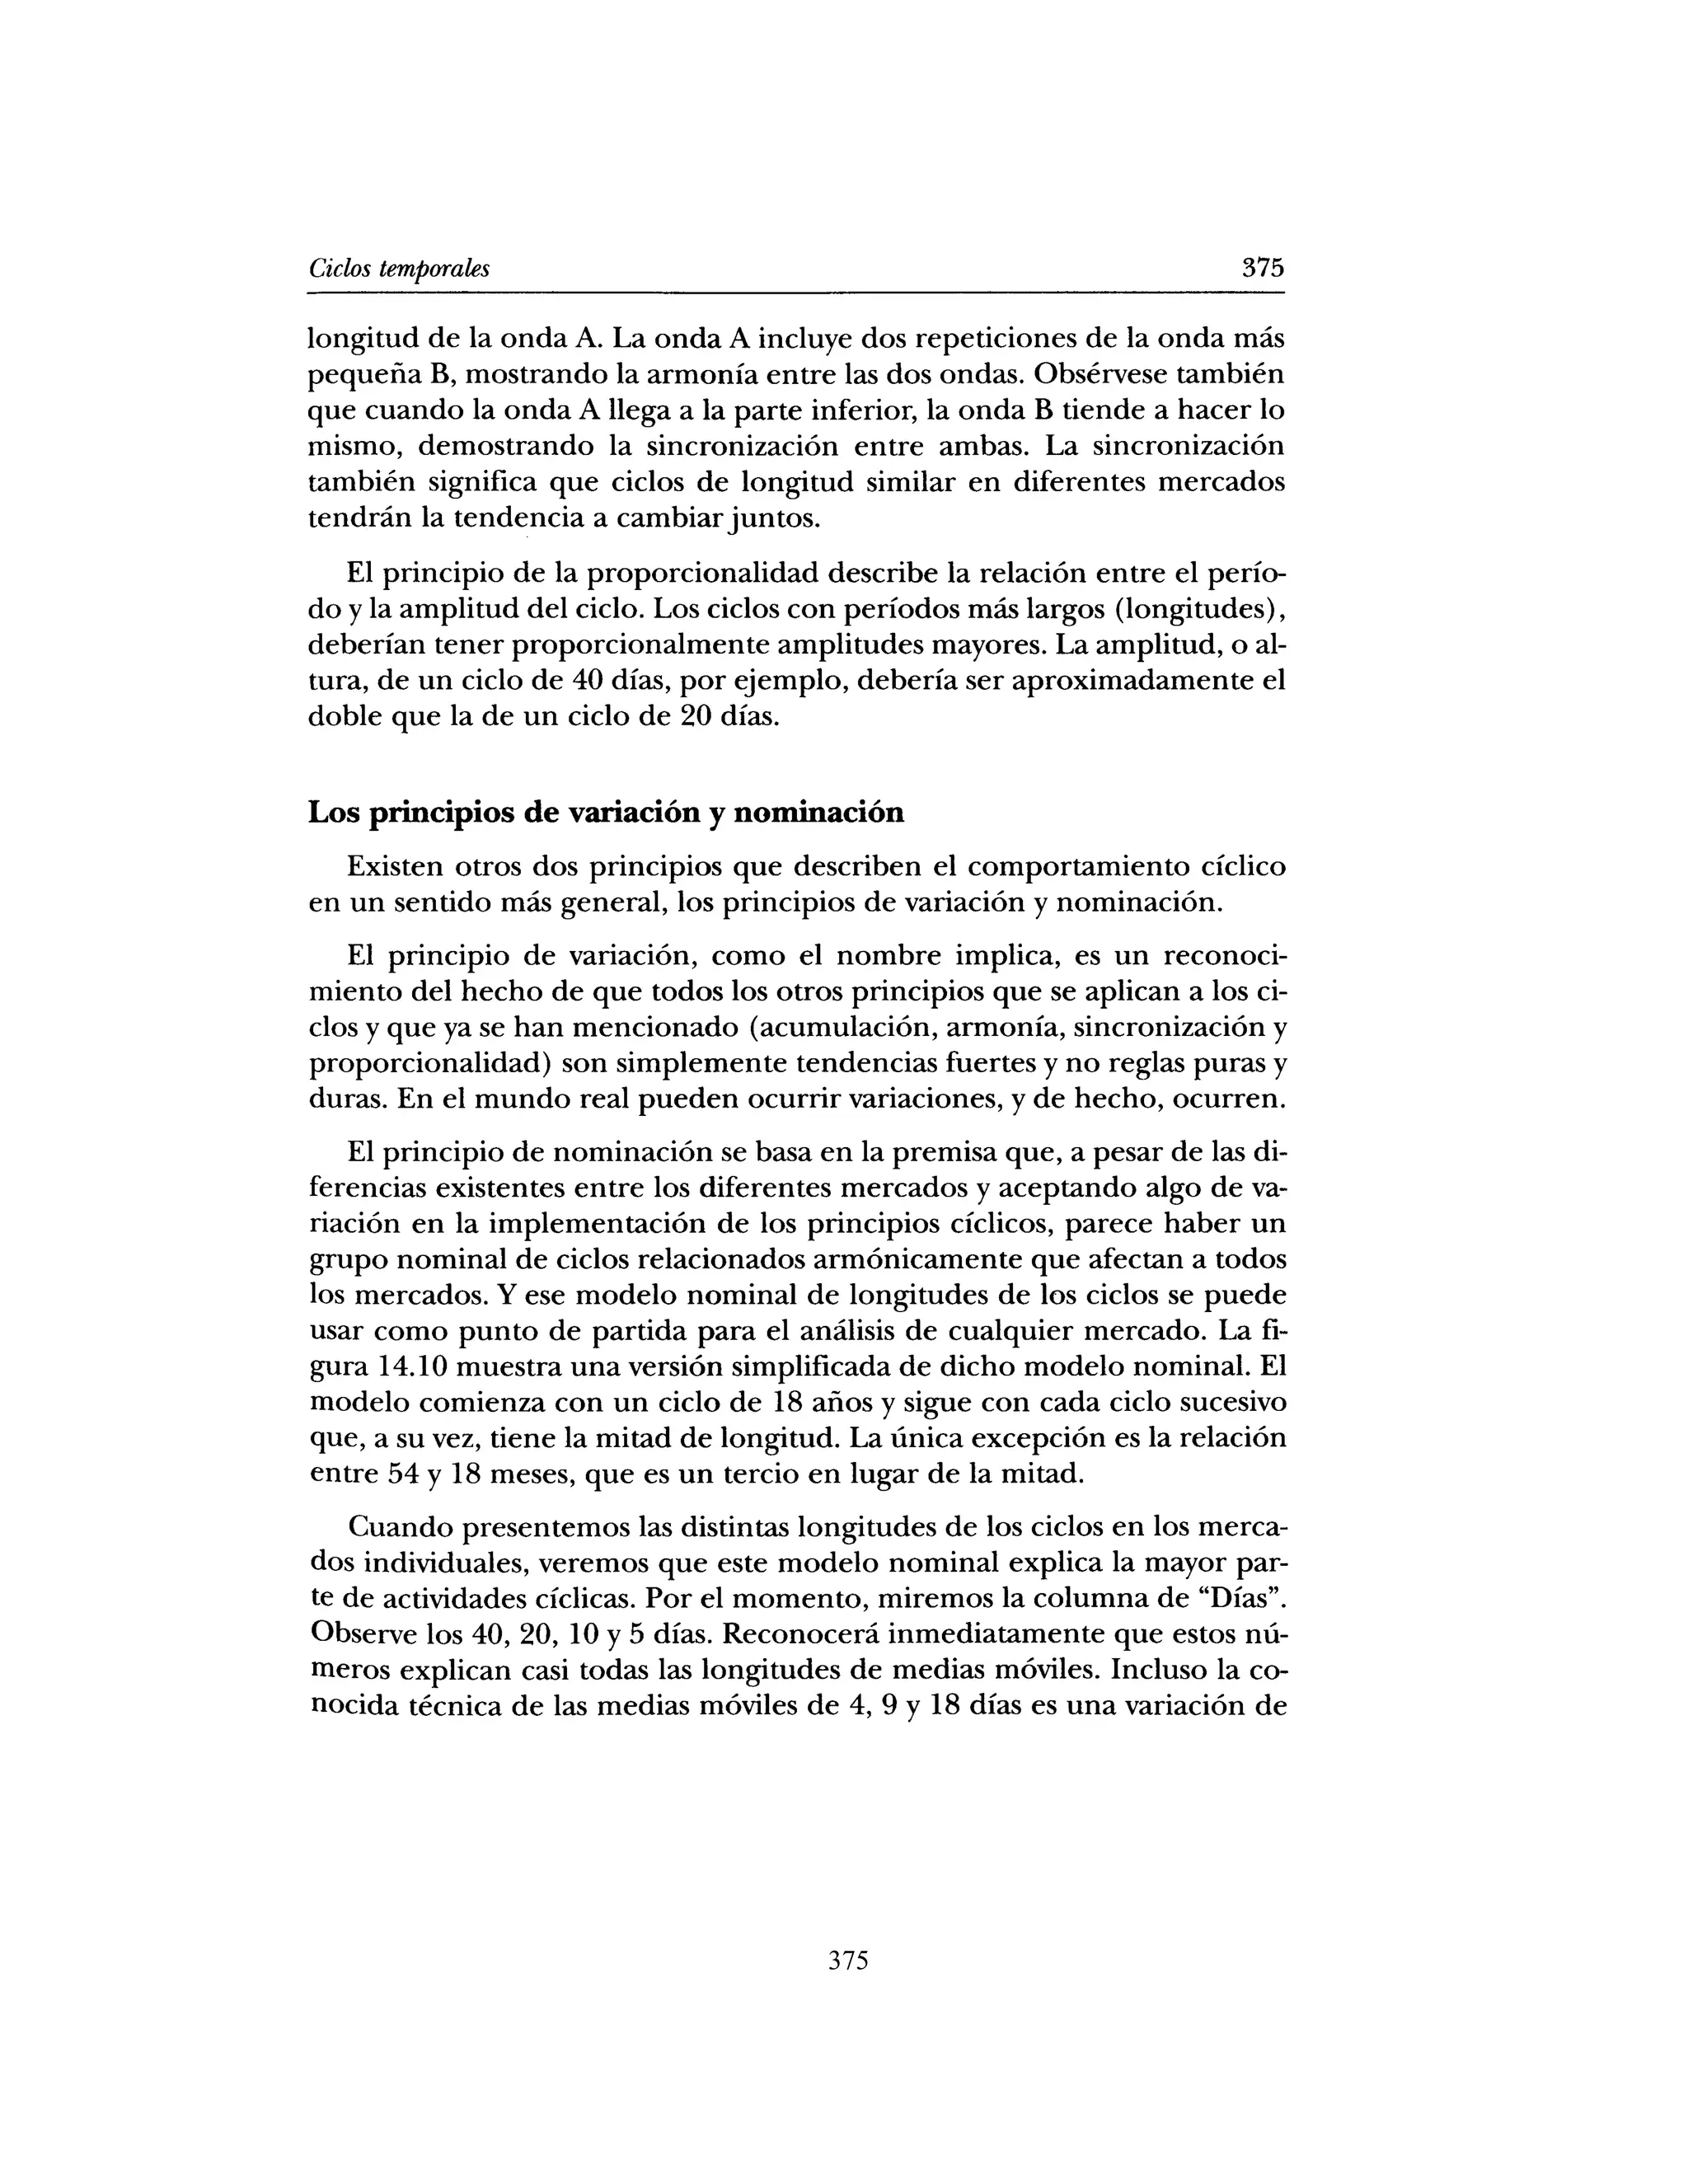 Ciclos temporales 375
longitud de la onda A. La onda A incluye dos repeticiones de la onda más
pequeña B, mostrando la armonía entre las dos ondas. Obsérvese también
que cuando la onda A llega a la parte inferior, la onda B tiende a hacer lo
mismo, demostrando la sincronización entre ambas. La sincronización
también significa que ciclos de longitud similar en diferentes mercados
tendrán la tendencia a cambiar juntos.
El principio de la proporcionalidad describe la relación entre el perío-
do y la amplitud del ciclo. Los ciclos con períodos más largos (longitudes),
deberían tener proporcionalmente amplitudes mayores. La amplitud, o al-
tura, de un ciclo de 40 días, por ejemplo, debería ser aproximadamente el
doble que la de un ciclo de 20 días.
Los principios de variación y nominación
Existen otros dos principios que describen el comportamiento cíclico
en un sentido más general, los principios de variación y nominación.
El principio de variación, como el nombre implica, es un reconoci-
miento del hecho de que todos los otros principios que se aplican a los ci-
clos y que ya se han mencionado (acumulación, armonía, sincronización y
proporcionalidad) son simplemente tendencias fuertes y no reglas puras y
duras. En el mundo real pueden ocurrir variaciones, y de hecho, ocurren.
El principio de nominación se basa en la premisa que, a pesar de las di-
ferencias existentes entre los diferentes mercados y aceptando algo de va-
riación en la implementación de los principios cíclicos, parece haber un
grupo nominal de ciclos relacionados armónicamente que afectan a todos
los mercados. Y ese modelo nominal de longitudes de los ciclos se puede
usar como punto de partida para el análisis de cualquier mercado. La fi-
gura 14.10 muestra una versión simplificada de dicho modelo nominal. El
modelo comienza con un ciclo de 18 años y sigue con cada ciclo sucesivo
que, a su vez, tiene la mitad de longitud. La única excepción es la relación
entre 54 y 18 meses, que es un tercio en lugar de la mitad.
Cuando presentemos las distintas longitudes de los ciclos en los merca-
dos individuales, veremos que este modelo nominal explica la mayor par-
te de actividades cíclicas. Por el momento, miremos la columna de “Días”.
Observe los 40, 20, 10 y 5 días. Reconocerá inmediatamente que estos nú-
meros explican casi todas las longitudes de medias móviles. Incluso la co-
nocida técnica de las medias móviles de 4, 9 y 18 días es una variación de
375